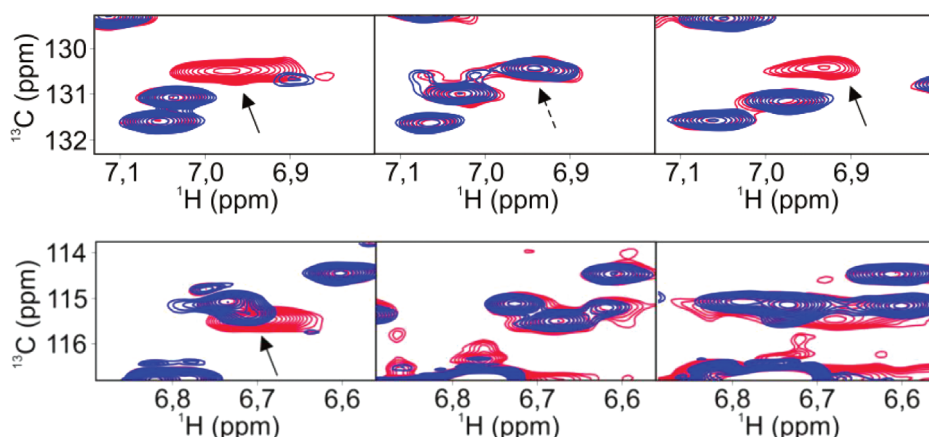 130
131
132
¹³C (ppm)
7,1 7,0 6,9 7,1 7,0 6,9 7,1 7,0 6,9
¹H (ppm) ¹H (ppm) ¹H (ppm)
114
115
116
¹³C (ppm)
6,8 6,7 6,6 6,8 6,7 6,6 6,8 6,7 6,6
¹H (ppm) ¹H (ppm) ¹H (ppm)